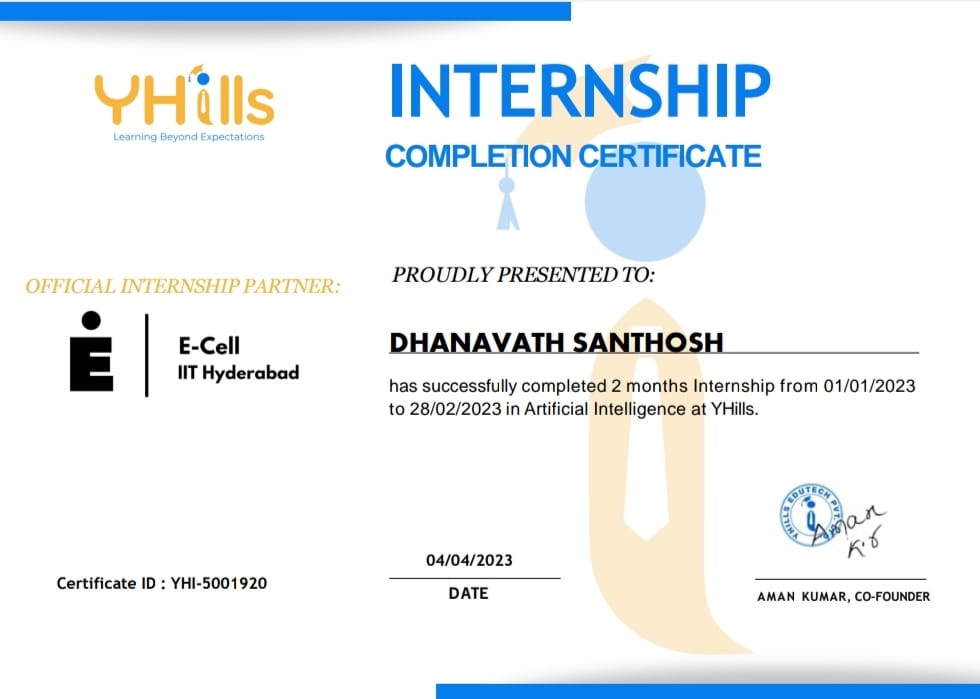 YHills
Learning Beyond Expectations
INTERNSHIP
COMPLETION CERTIFICATE
OFFICIAL INTERNSHIP PARTNER:
E-Cell
IIT Hyderabad
PROUDLY PRESENTED TO:
DHANAVATH SANTHOSH
has successfully completed 2 months Internship from 01/01/2023
to 28/02/2023 in Artificial Intelligence at YHills.
YHILLS EDUTECH PVT.
Aman
04/04/2023
DATE
Certificate ID : YHI-5001920
AMAN KUMAR, CO-FOUNDER